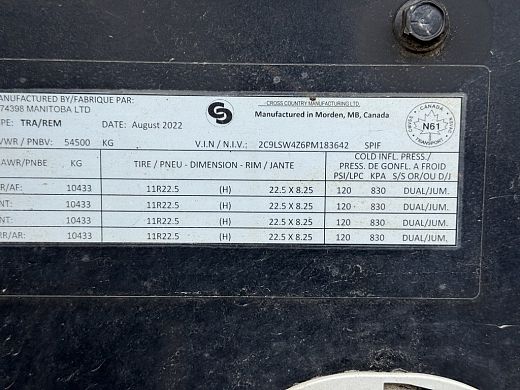 ANUFACTURED BY/FABRIQUE PAR:
74398 MANITOBA LTD
PE: TRA/REM DATE: August 2022
CROSS COUNTRY MANUFACTURING LTD.
Manufactured in Morden, MB, Canada
CANADA
N61
VWR / PNBV: 54500 KG V.I.N / N.I.V.: 2C9LSW4Z6PM183642 SPIF
AWR/PNBE KG TIRE / PNEU - DIMENSION - RIM / JANTE COLD INFL. PRESS./
PRESS. DE GONFL. A FROID
PSI/LPC KPA S/S OR/OU D/J
R/AF: 10433 11R22.5 (H) 22.5 X 8.25 120 830 DUAL/JUM.
NT: 10433 11R22.5 (H) 22.5 X 8.25 120 830 DUAL/JUM.
NT: 10433 11R22.5 (H) 22.5 X 8.25 120 830 DUAL/JUM.
RR/AR: 10433 11R22.5 (H) 22.5 X 8.25 120 830 DUAL/JUM.